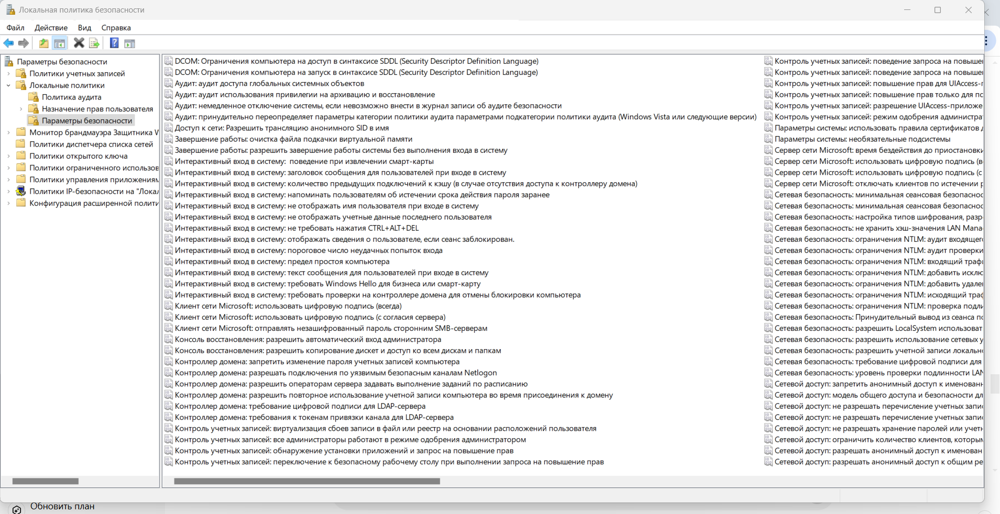 Локальная политика безопасности
Файл Действие Вид Справка
Параметры безопасности
Политики учетных записей
Локальные политики
Политика аудита
Назначение прав пользователя
Параметры безопасности
Монитор брандмауэра Защитника W
Политики диспетчера списка сетей
Политики открытого ключа
Политики ограниченного использов
Политики управления приложениям
Политики IP-безопасности на "Лока
Конфигурация расширенной полити
DCOM: Ограничения компьютера на доступ в синтаксисе SDDL (Security Descriptor Definition Language)
DCOM: Ограничения компьютера на запуск в синтаксисе SDDL (Security Descriptor Definition Language)
Аудит: аудит доступа глобальных системных объектов
Аудит: аудит использования привилегии на архивацию и восстановление
Аудит: немедленное отключение системы, если невозможно внести в журнал записи об аудите безопасности
Аудит: принудительно переопределяет параметры категории политики аудита параметрами подкатегории политики аудита (Windows Vista или следующие версии)
Доступ к сети: Разрешить трансляцию анонимного SID в имя
Завершение работы: очистка файла подкачки виртуальной памяти
Завершение работы: разрешить завершение работы системы без выполнения входа в систему
Интерактивный вход в систему:  поведение при извлечении смарт-карты
Интерактивный вход в систему: заголовок сообщения для пользователей при входе в систему
Интерактивный вход в систему: количество предыдущих подключений к кэшу (в случае отсутствия доступа к контроллеру домена)
Интерактивный вход в систему: напоминать пользователям об истечении срока действия пароля заранее
Интерактивный вход в систему: не отображать имя пользователя при входе в систему
Интерактивный вход в систему: не отображать учетные данные последнего пользователя
Интерактивный вход в систему: не требовать нажатия CTRL+ALT+DEL
Интерактивный вход в систему: отображать сведения о пользователе, если сеанс заблокирован.
Интерактивный вход в систему: пороговое число неудачных попыток входа
Интерактивный вход в систему: предел простоя компьютера
Интерактивный вход в систему: текст сообщения для пользователей при входе в систему
Интерактивный вход в систему: требовать Windows Hello для бизнеса или смарт-карту
Интерактивный вход в систему: требовать проверки на контроллере домена для отмены блокировки компьютера
Клиент сети Microsoft: использовать цифровую подпись (всегда)
Клиент сети Microsoft: использовать цифровую подпись (с согласия сервера)
Клиент сети Microsoft: отправлять незашифрованный пароль сторонним SMB-серверам
Консоль восстановления: разрешить автоматический вход администратора
Консоль восстановления: разрешить копирование дискет и доступ ко всем дискам и папкам
Контроллер домена: запретить изменение пароля учетных записей компьютера
Контроллер домена: разрешать подключения по уязвимым безопасным каналам Netlogon
Контроллер домена: разрешить операторам сервера задавать выполнение заданий по расписанию
Контроллер домена: разрешить повторное использование учетной записи компьютера во время присоединения к домену
Контроллер домена: требование цифровой подписи для LDAP-сервера
Контроллер домена: требования к токенам привязки канала для LDAP-сервера
Контроль учетных записей: виртуализация сбоев записи в файл или реестр на основании расположений пользователя
Контроль учетных записей: все администраторы работают в режиме одобрения администратором
Контроль учетных записей: обнаружение установки приложений и запрос на повышение прав
Контроль учетных записей: переключение к безопасному рабочему столу при выполнении запроса на повышение прав
Контроль учетных записей: поведение запроса на повыше
Контроль учетных записей: поведение запроса на повыше
Контроль учетных записей: повышение прав для UIAccess-п
Контроль учетных записей: повышение прав только для по
Контроль учетных записей: разрешение UIAccess-приложе
Контроль учетных записей: режим одобрения администра
Параметры системы: использовать правила сертификатов д
Параметры системы: необязательные подсистемы
Сервер сети Microsoft: время бездействия до приостановки
Сервер сети Microsoft: использовать цифровую подпись (в
Сервер сети Microsoft: использовать цифровую подпись (с
Сервер сети Microsoft: отключать клиентов по истечении р
Сетевая безопасность: минимальная сеансовая безопаснос
Сетевая безопасность: минимальная сеансовая безопаснос
Сетевая безопасность: настройка типов шифрования, разр
Сетевая безопасность: не хранить хэш-значения LAN Mana
Сетевая безопасность: ограничения NTLM: аудит входящег
Сетевая безопасность: ограничения NTLM: аудит проверки
Сетевая безопасность: ограничения NTLM: входящий трафи
Сетевая безопасность: ограничения NTLM: добавить исклю
Сетевая безопасность: ограничения NTLM: добавить удале
Сетевая безопасность: ограничения NTLM: исходящий траф
Сетевая безопасность: ограничения NTLM: проверка подли
Сетевая безопасность: Принудительный вывод из сеанса по
Сетевая безопасность: разрешить LocalSystem использоват
Сетевая безопасность: разрешить использование сетевых у
Сетевая безопасность: разрешить учетной записи локально
Сетевая безопасность: требование цифровой подписи для
Сетевая безопасность: уровень проверки подлинности LAN
Сетевой доступ: запретить анонимный доступ к именован
Сетевой доступ: модель общего доступа и безопасности дл
Сетевой доступ: не разрешать перечисление учетных запи
Сетевой доступ: не разрешать перечисление учетных запи
Сетевой доступ: не разрешать хранение паролей или учетн
Сетевой доступ: ограничить количество клиентов, которым
Сетевой доступ: разрешать анонимный доступ к именован
Сетевой доступ: разрешать анонимный доступ к общим ре
Обновить план